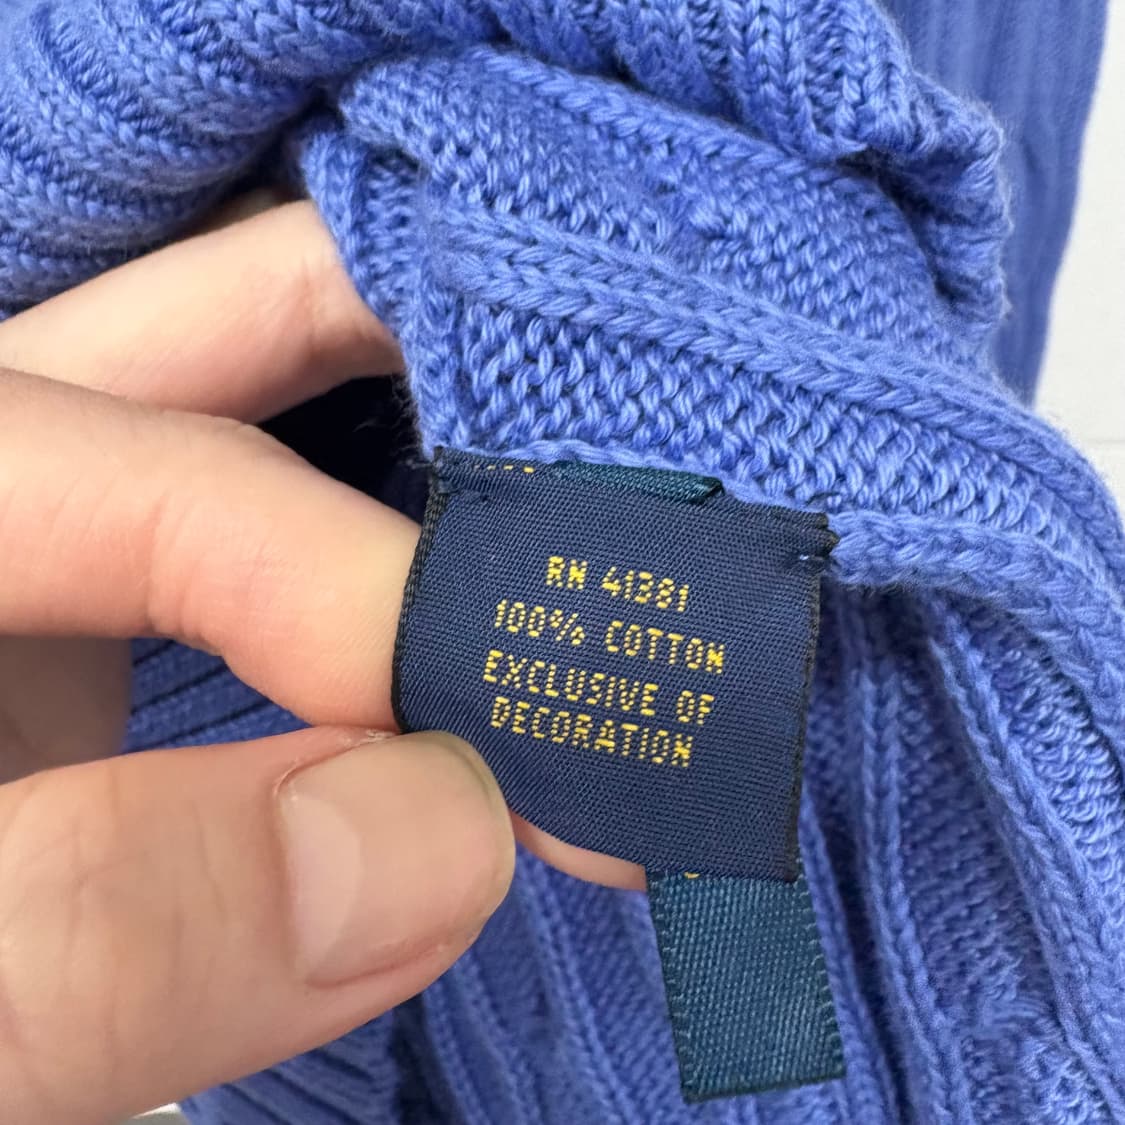 RN 41381
100% COTTON
EXCLUSIVE OF
DECORATION